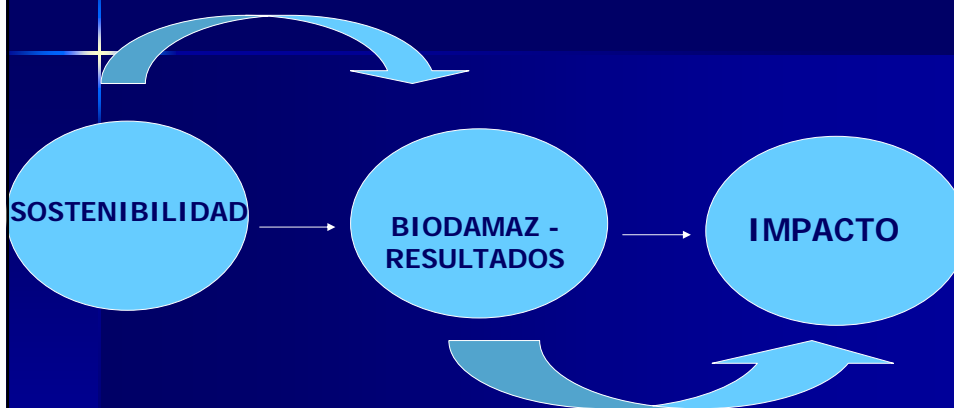 SOSTENIBILIDAD
BIODAMAZ -
RESULTADOS
IMPACTO